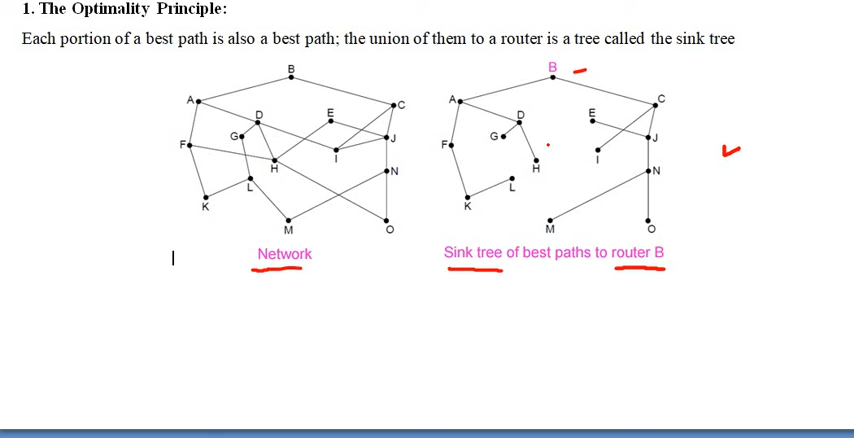 1. The Optimality Principle:
Each portion of a best path is also a best path; the union of them to a router is a tree called the sink tree
B
B
A
C
A
C
D
E
D
E
G
J
G
J
F
F
I
I
H
N
H
N
L
L
K
K
M
O
M
O
Network
Sink tree of best paths to router B